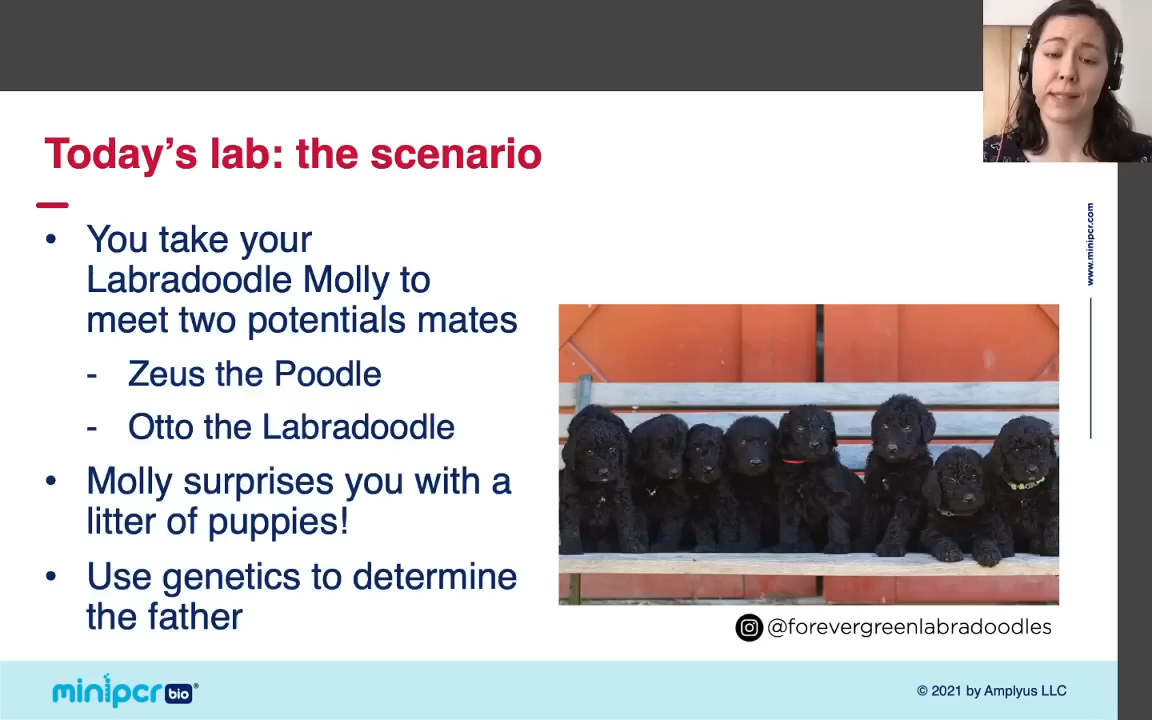 Today’s lab: the scenario
• You take your
Labradoodle Molly to
meet two potentials mates
- Zeus the Poodle
- Otto the Labradoodle
• Molly surprises you with a
litter of puppies!
• Use genetics to determine
the father
www.minipcr.com
@forevergreenlabradoodles
minipcr bio®
© 2021 by Amplyus LLC